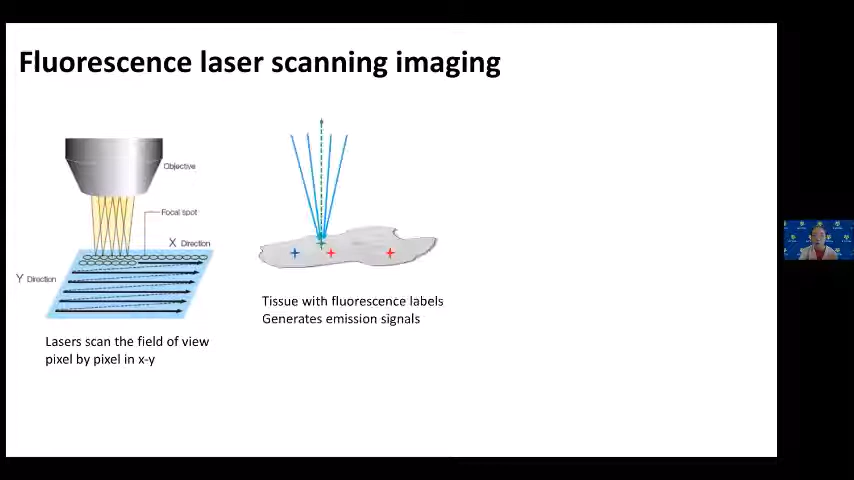 Fluorescence laser scanning imaging
Objective
Focal spot
X Direction
Y Direction
Lasers scan the field of view
pixel by pixel in x-y
Tissue with fluorescence labels
Generates emission signals